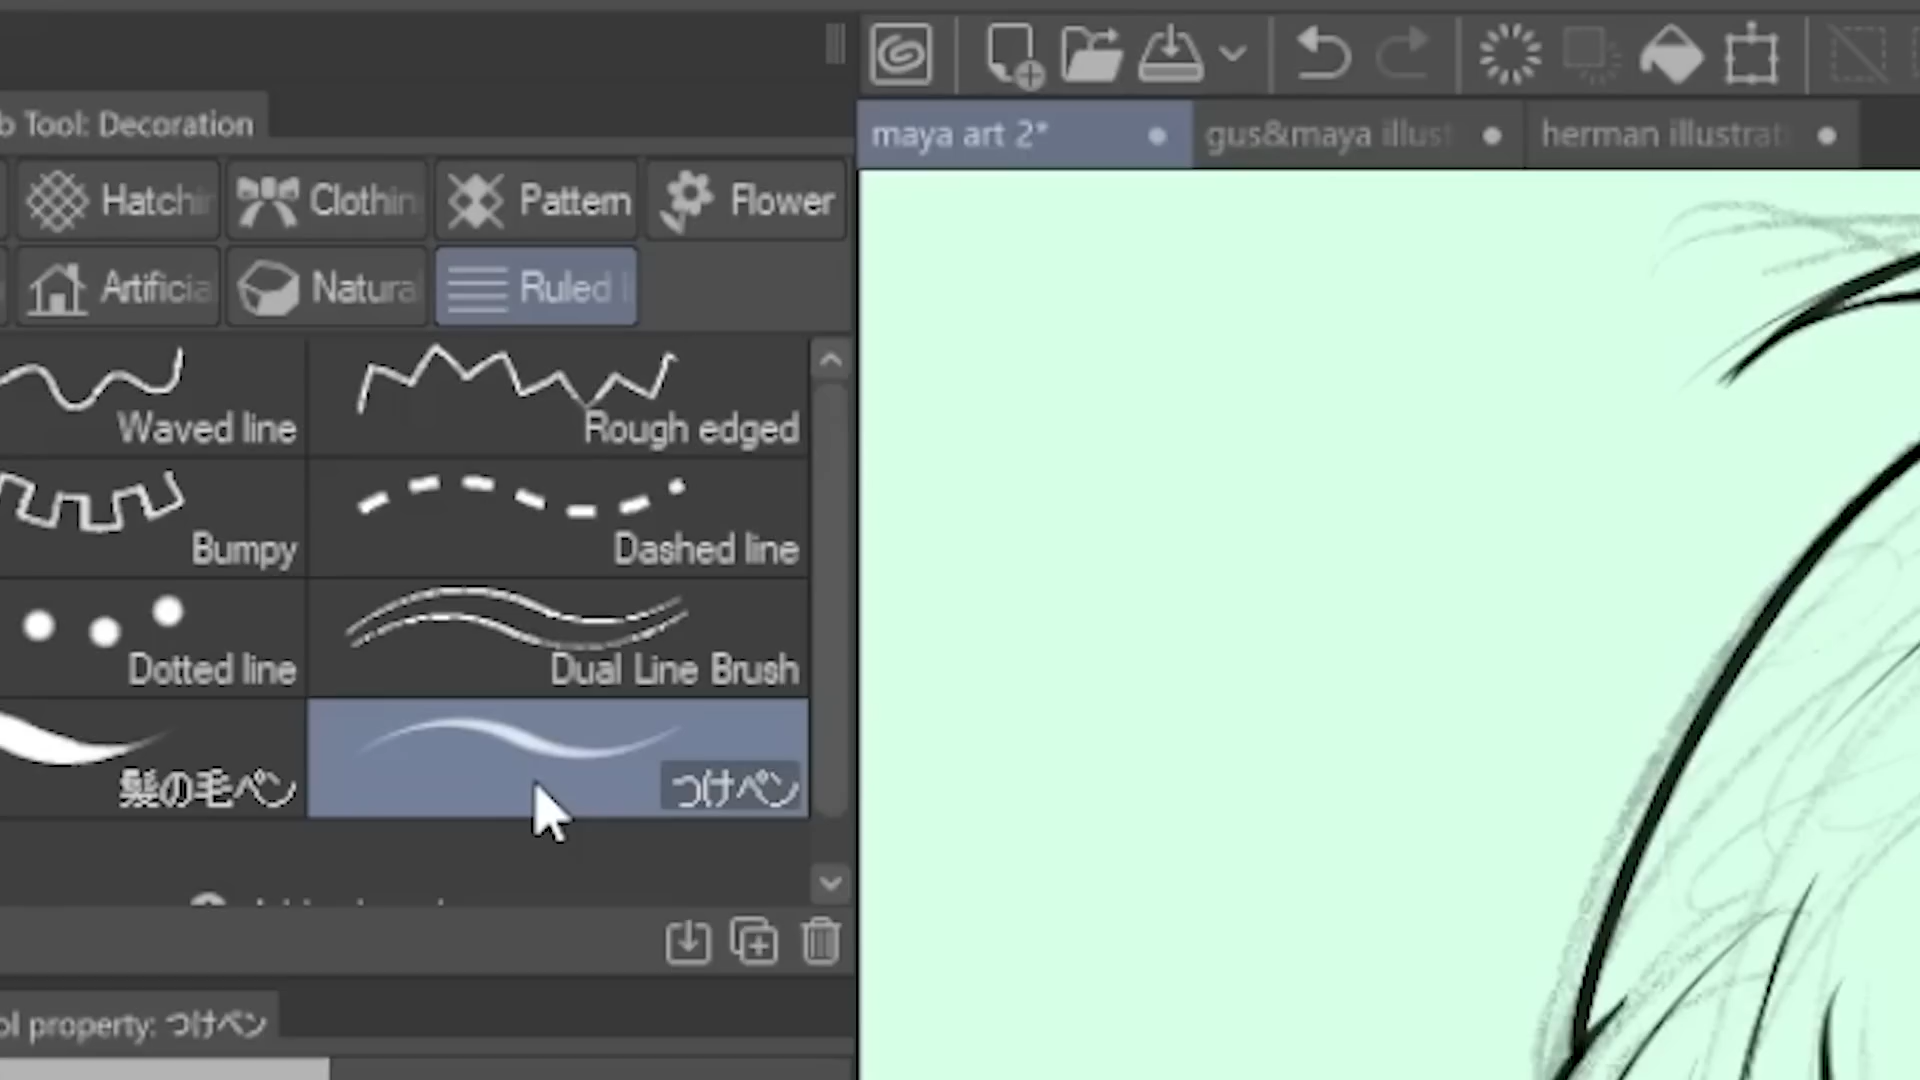 b Tool: Decoration
maya art 2*
gus&maya illust
herman illustrat
Hatchin
Clothin
Pattern
Flower
Artificia
Natura
Ruled
Waved line
Rough edged
Bumpy
Dashed line
Dotted line
Dual Line Brush
髪の毛ペン
つけペン
ol property: つけペン